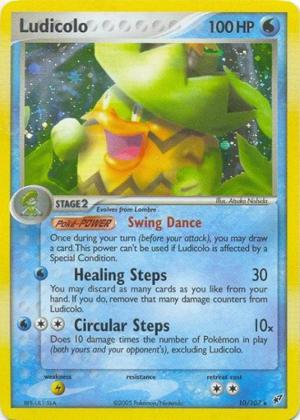 Ludicolo 100 HP
Illus. Atsuko Nishida
STAGE 2 Evolves from Lombre
Poké-POWER Swing Dance
Once during your turn (before your attack), you may draw
a card. This power can't be used if Ludicolo is affected by a
Special Condition.
Healing Steps 30
You may discard as many cards as you like from your
hand. If you do, remove that many damage counters
from Ludicolo.
Circular Steps 10x
Does 10 damage times the number of Pokémon in play
(both yours and your opponent's), excluding Ludicolo.
weakness resistance retreat cost
©2005 Pokémon/Nintendo 10/107 ★